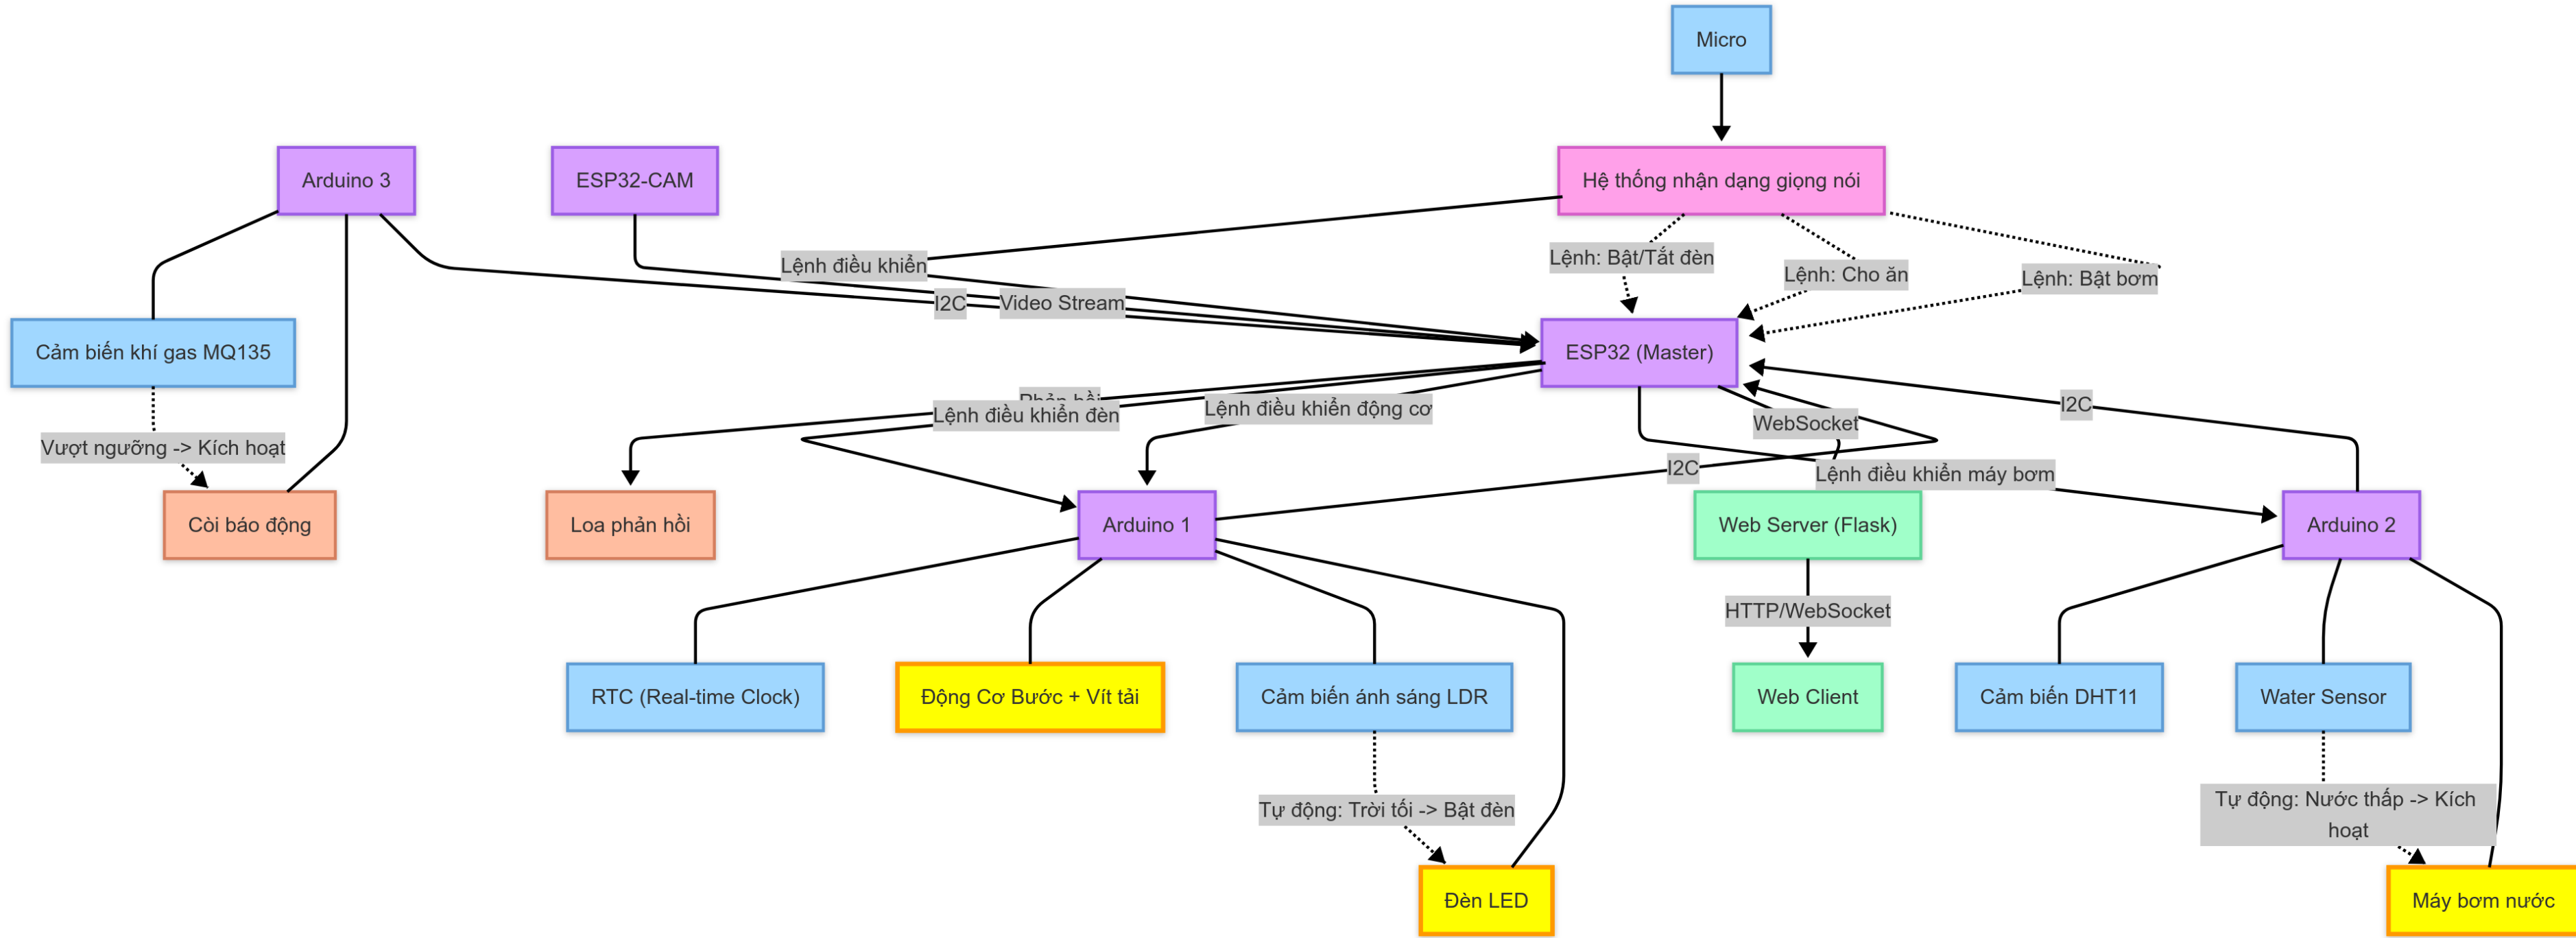 Micro
Arduino 3
ESP32-CAM
Hệ thống nhận dạng giọng nói
Lệnh điều khiển
Lệnh: Bật/Tắt đèn
Lệnh: Cho ăn
Lệnh: Bật bơm
I2C
Video Stream
Cảm biến khí gas MQ135
ESP32 (Master)
Phản hồi
Lệnh điều khiển đèn
Lệnh điều khiển động cơ
WebSocket
I2C
Vượt ngưỡng -> Kích hoạt
I2C
Lệnh điều khiển máy bơm
Còi báo động
Loa phản hồi
Arduino 1
Web Server (Flask)
Arduino 2
HTTP/WebSocket
RTC (Real-time Clock)
Động Cơ Bước + Vít tải
Cảm biến ánh sáng LDR
Web Client
Cảm biến DHT11
Water Sensor
Tự động: Trời tối -> Bật đèn
Tự động: Nước thấp -> Kích
hoạt
Đèn LED
Máy bơm nước